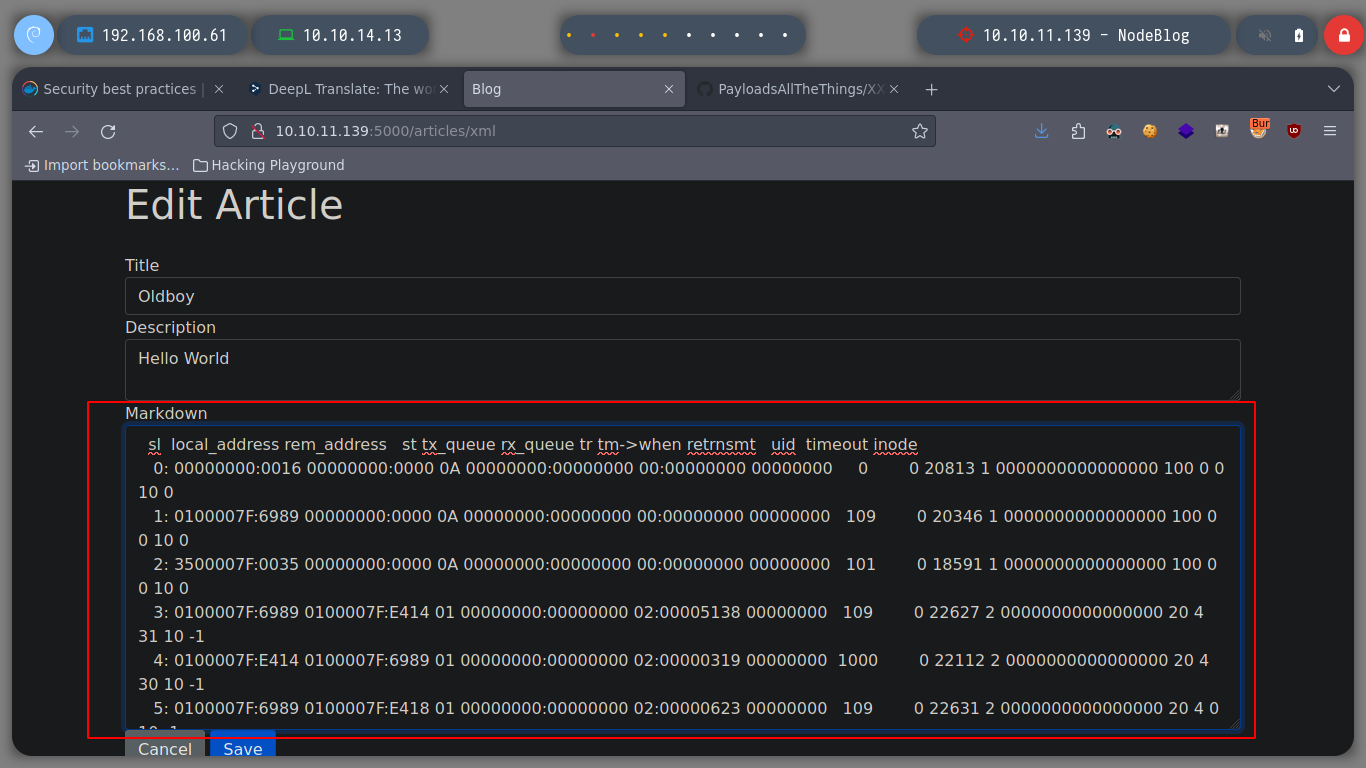 192.168.100.61 10.10.14.13 10.10.11.139 - NodeBlog
Security best practices | DeepL Translate: The wo Blog PayloadsAllTheThings/XX
10.10.11.139:5000/articles/xml Bur
Import bookmarks... Hacking Playground
Edit Article
Title
Oldboy
Description
Hello World
Markdown
sl local_address rem_address st tx_queue rx_queue tr tm->when retrnsmt uid timeout inode
0: 00000000:0016 00000000:0000 0A 00000000:00000000 00:00000000 00000000 0 0 20813 1 0000000000000000 100 0 0
10 0
1: 0100007F:6989 00000000:0000 0A 00000000:00000000 00:00000000 00000000 109 0 20346 1 0000000000000000 100 0
0 10 0
2: 3500007F:0035 00000000:0000 0A 00000000:00000000 00:00000000 00000000 101 0 18591 1 0000000000000000 100 0
0 10 0
3: 0100007F:6989 0100007F:E414 01 00000000:00000000 02:00005138 00000000 109 0 22627 2 0000000000000000 20 4
31 10 -1
4: 0100007F:E414 0100007F:6989 01 00000000:00000000 02:00000319 00000000 1000 0 22112 2 0000000000000000 20 4
30 10 -1
5: 0100007F:6989 0100007F:E418 01 00000000:00000000 02:00000623 00000000 109 0 22631 2 0000000000000000 20 4 0
Cancel Save